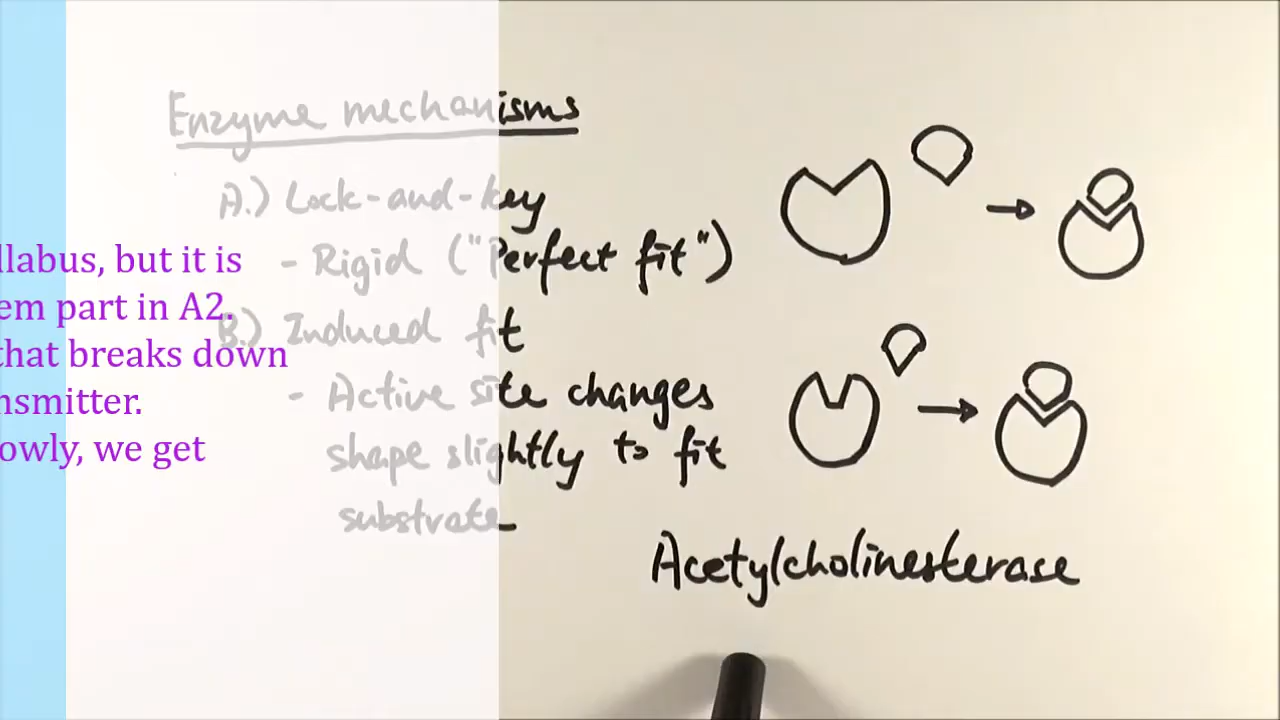 Enzyme mechanisms
A.) Lock-and-key
- Rigid ("Perfect fit")
B.) Induced fit
- Active site changes
shape slightly to fit
substrate
Acetylcholinesterase
llabus, but it is
em part in A2.
that breaks down
nsmitter.
owly, we get